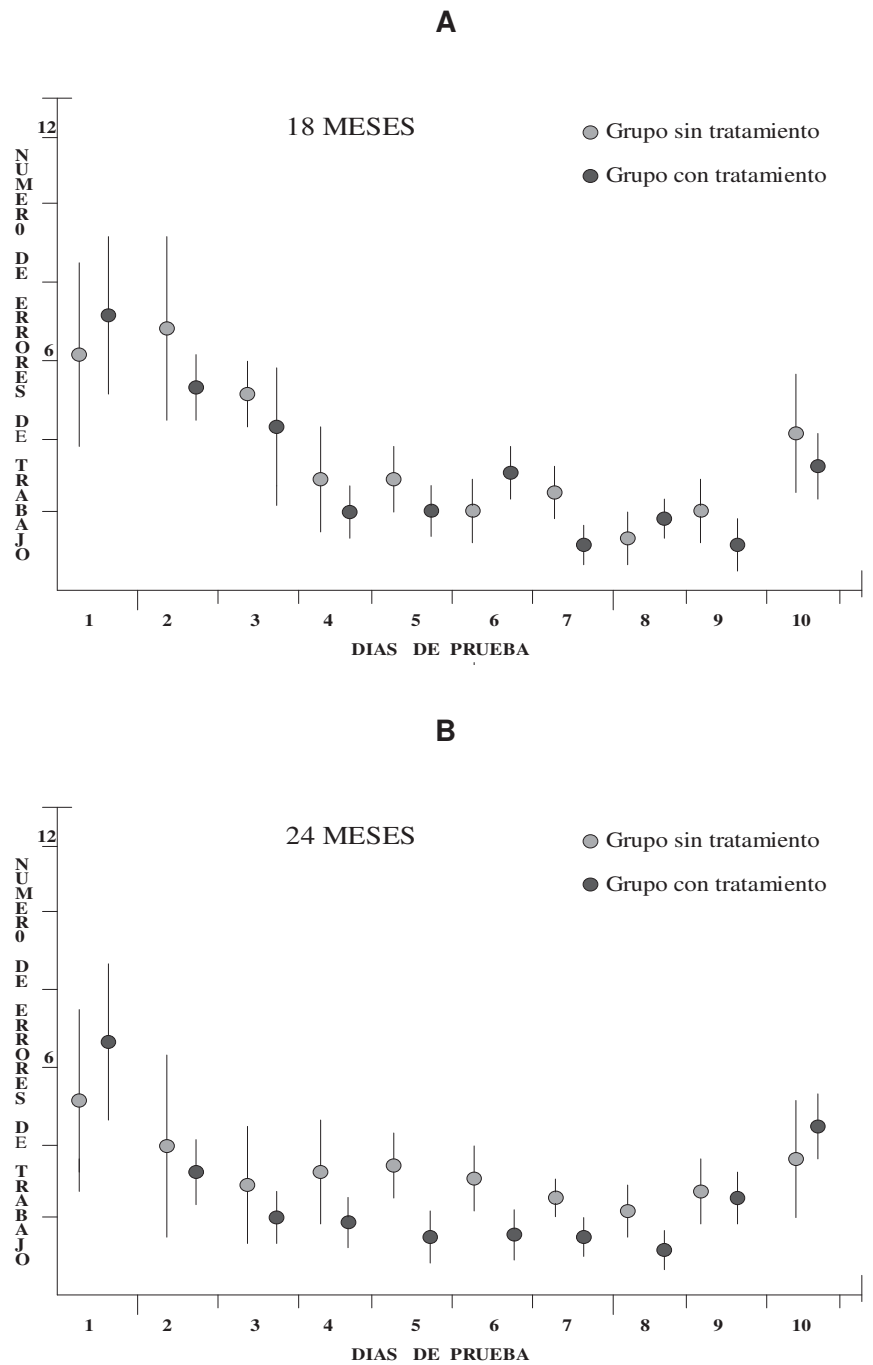 A
18 MESES
Grupo sin tratamiento
Grupo con tratamiento
12
6
NUMER0 DE ERRORES DE TRABAJO
1 2 3 4 5 6 7 8 9 10
DIAS DE PRUEBA
B
24 MESES
Grupo sin tratamiento
Grupo con tratamiento
12
6
NUMER0 DE ERRORES DE TRABAJO
1 2 3 4 5 6 7 8 9 10
DIAS DE PRUEBA